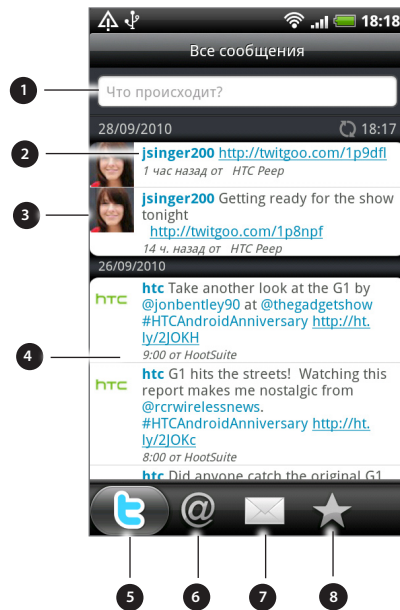 18:18
Все сообщения
1
Что происходит?
28/09/2010 18:17
2
jsinger200 http://twitgoo.com/1p9dfl
1 час назад от HTC Peep
3
jsinger200 Getting ready for the show
tonight
http://twitgoo.com/1p8npf
14 ч. назад от HTC Peep
26/09/2010
hTC
htc Take another look at the G1 by
@jonbentley90 at @thegadgetshow
#HTCAndroidAnniversary http://ht.
ly/2JOKH
4
9:00 от HootSuite
hTC
htc G1 hits the streets! Watching this
report makes me nostalgic from
@rcrwirelessnews.
#HTCAndroidAnniversary http://ht.
ly/2JOKc
8:00 от HootSuite
htc Did anyone catch the original G1
t @
5 6 7 8